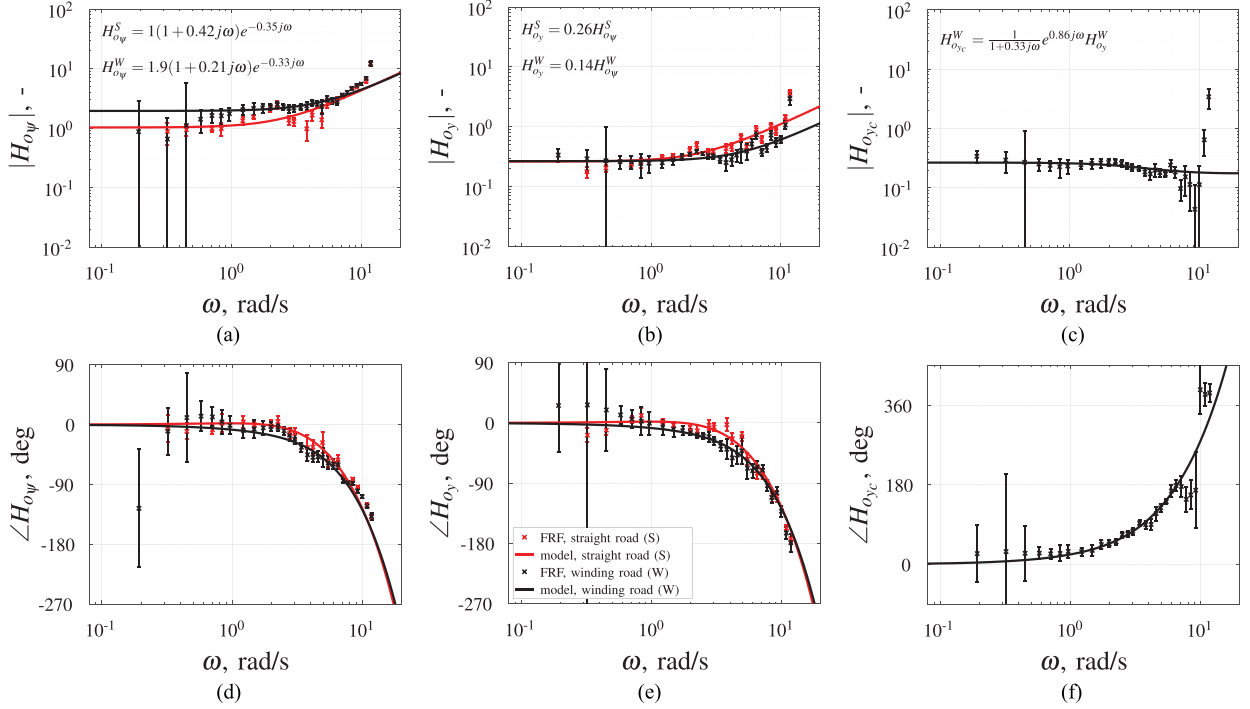 H^S_{o_ψ} = 1(1+0.42jω)e^{−0.35jω}
H^W_{o_ψ} = 1.9(1+0.21jω)e^{−0.33jω}
|H_{o_ψ}|, -
10^2
10^1
10^0
10^-1
10^-2
10^-1 10^0 10^1
ω, rad/s
(a)
H^S_{o_y} = 0.26H^S_{o_ψ}
H^W_{o_y} = 0.14H^W_{o_ψ}
|H_{o_y}|, -
10^2
10^1
10^0
10^-1
10^-2
10^-1 10^0 10^1
ω, rad/s
(b)
H^W_{o_{yc}} = \frac{1}{1+0.33jω} e^{0.86jω} H^W_{o_y}
|H_{o_{yc}}|, -
10^2
10^1
10^0
10^-1
10^-2
10^-1 10^0 10^1
ω, rad/s
(c)
∠H_{o_ψ}, deg
90
0
-90
-180
-270
10^-1 10^0 10^1
ω, rad/s
(d)
∠H_{o_y}, deg
90
0
-90
-180
-270
FRF, straight road (S)
model, straight road (S)
FRF, winding road (W)
model, winding road (W)
10^-1 10^0 10^1
ω, rad/s
(e)
∠H_{o_{yc}}, deg
360
180
0
10^-1 10^0 10^1
ω, rad/s
(f)